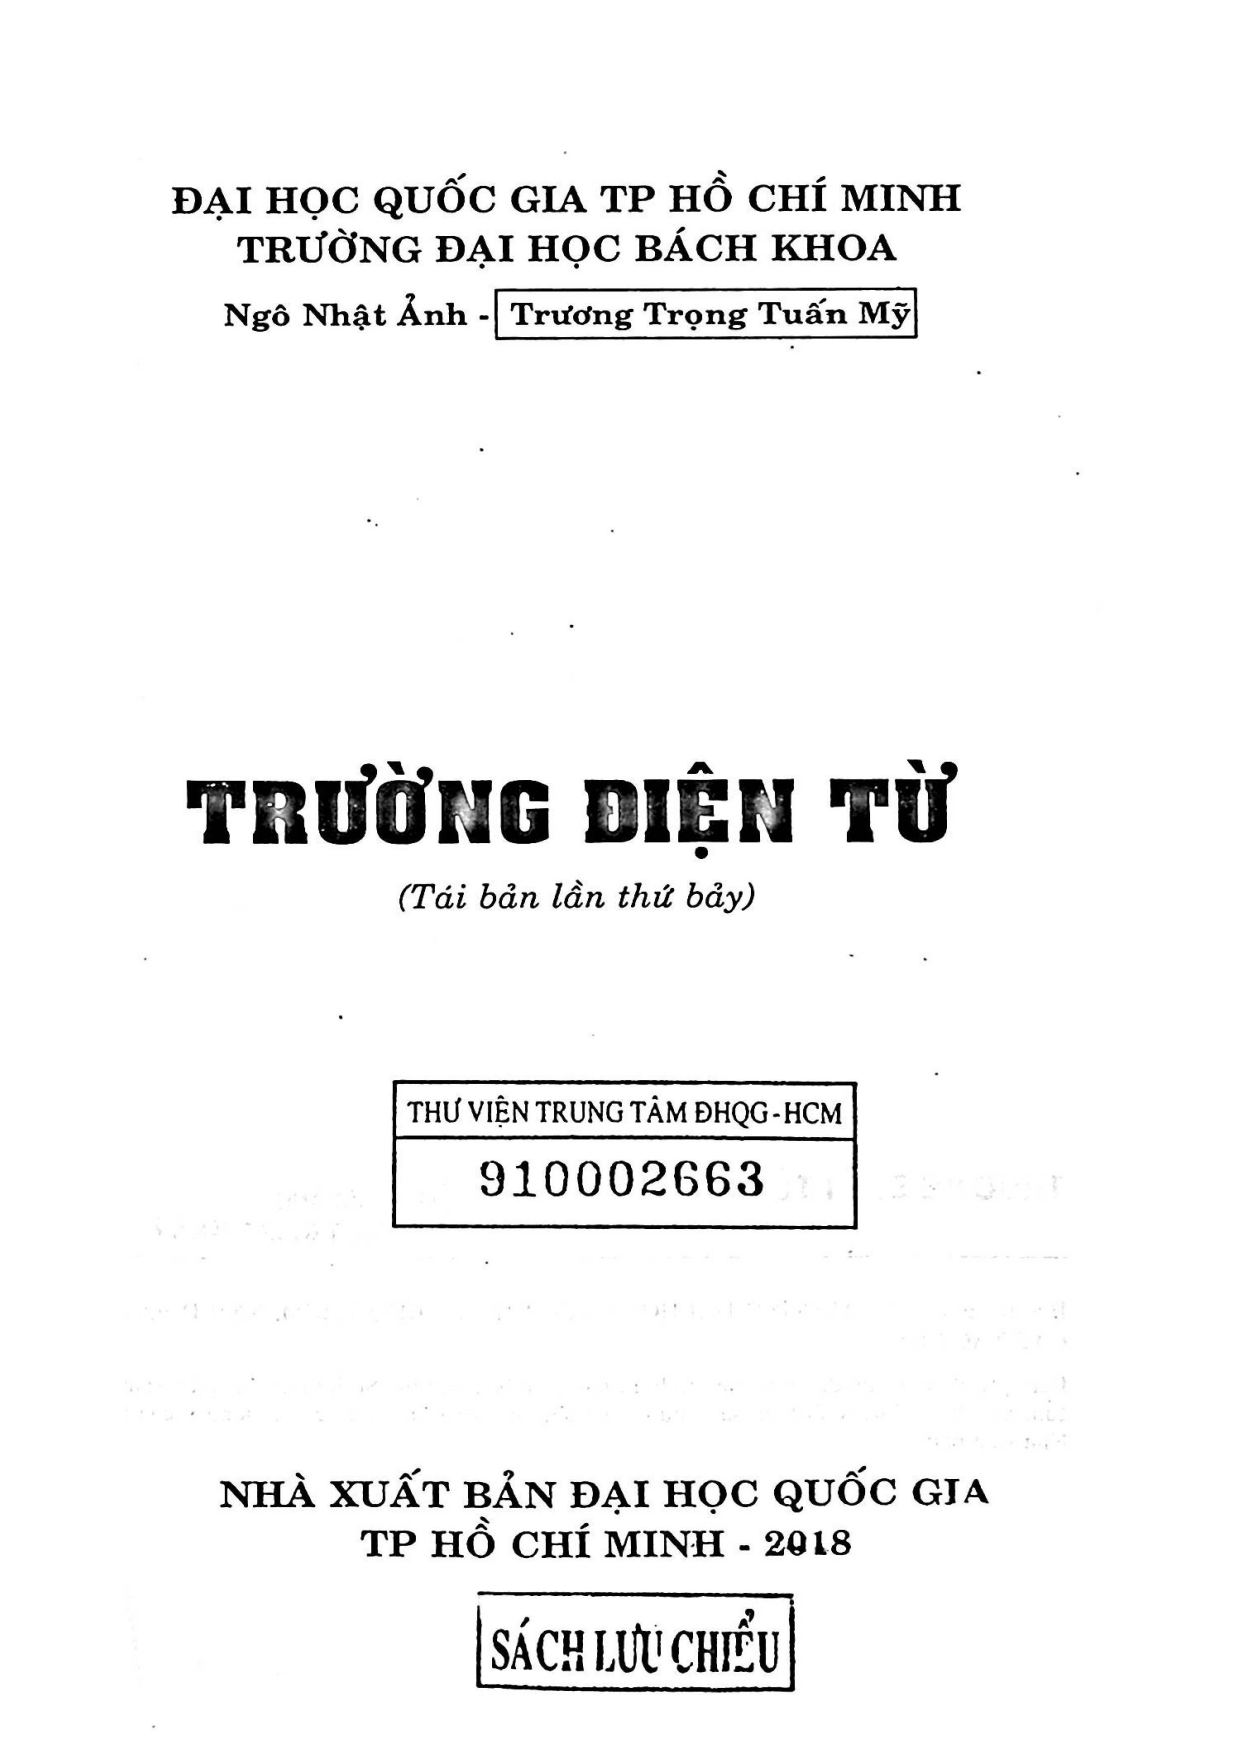 ĐẠI HỌC QUỐC GIA TP HỒ CHÍ MINH
TRƯỜNG ĐẠI HỌC BÁCH KHOA
Ngô Nhật Ảnh - Trương Trọng Tuấn Mỹ
TRƯỜNG ĐIỆN TỪ
(Tái bản lần thứ bảy)
THƯ VIỆN TRUNG TÂM ĐHQG-HCM
910002663
NHÀ XUẤT BẢN ĐẠI HỌC QUỐC GIA
TP HỒ CHÍ MINH - 2018
SÁCH LƯU CHIỂU